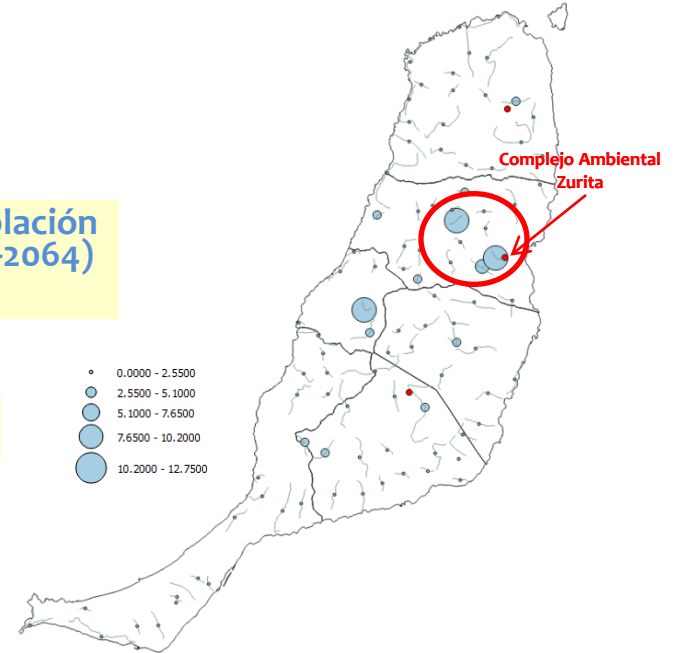 Complejo Ambiental
Zurita
lación
-2064)
0.0000 - 2.5500
2.5500 - 5.1000
5.1000 - 7.6500
7.6500 - 10.2000
10.2000 - 12.7500